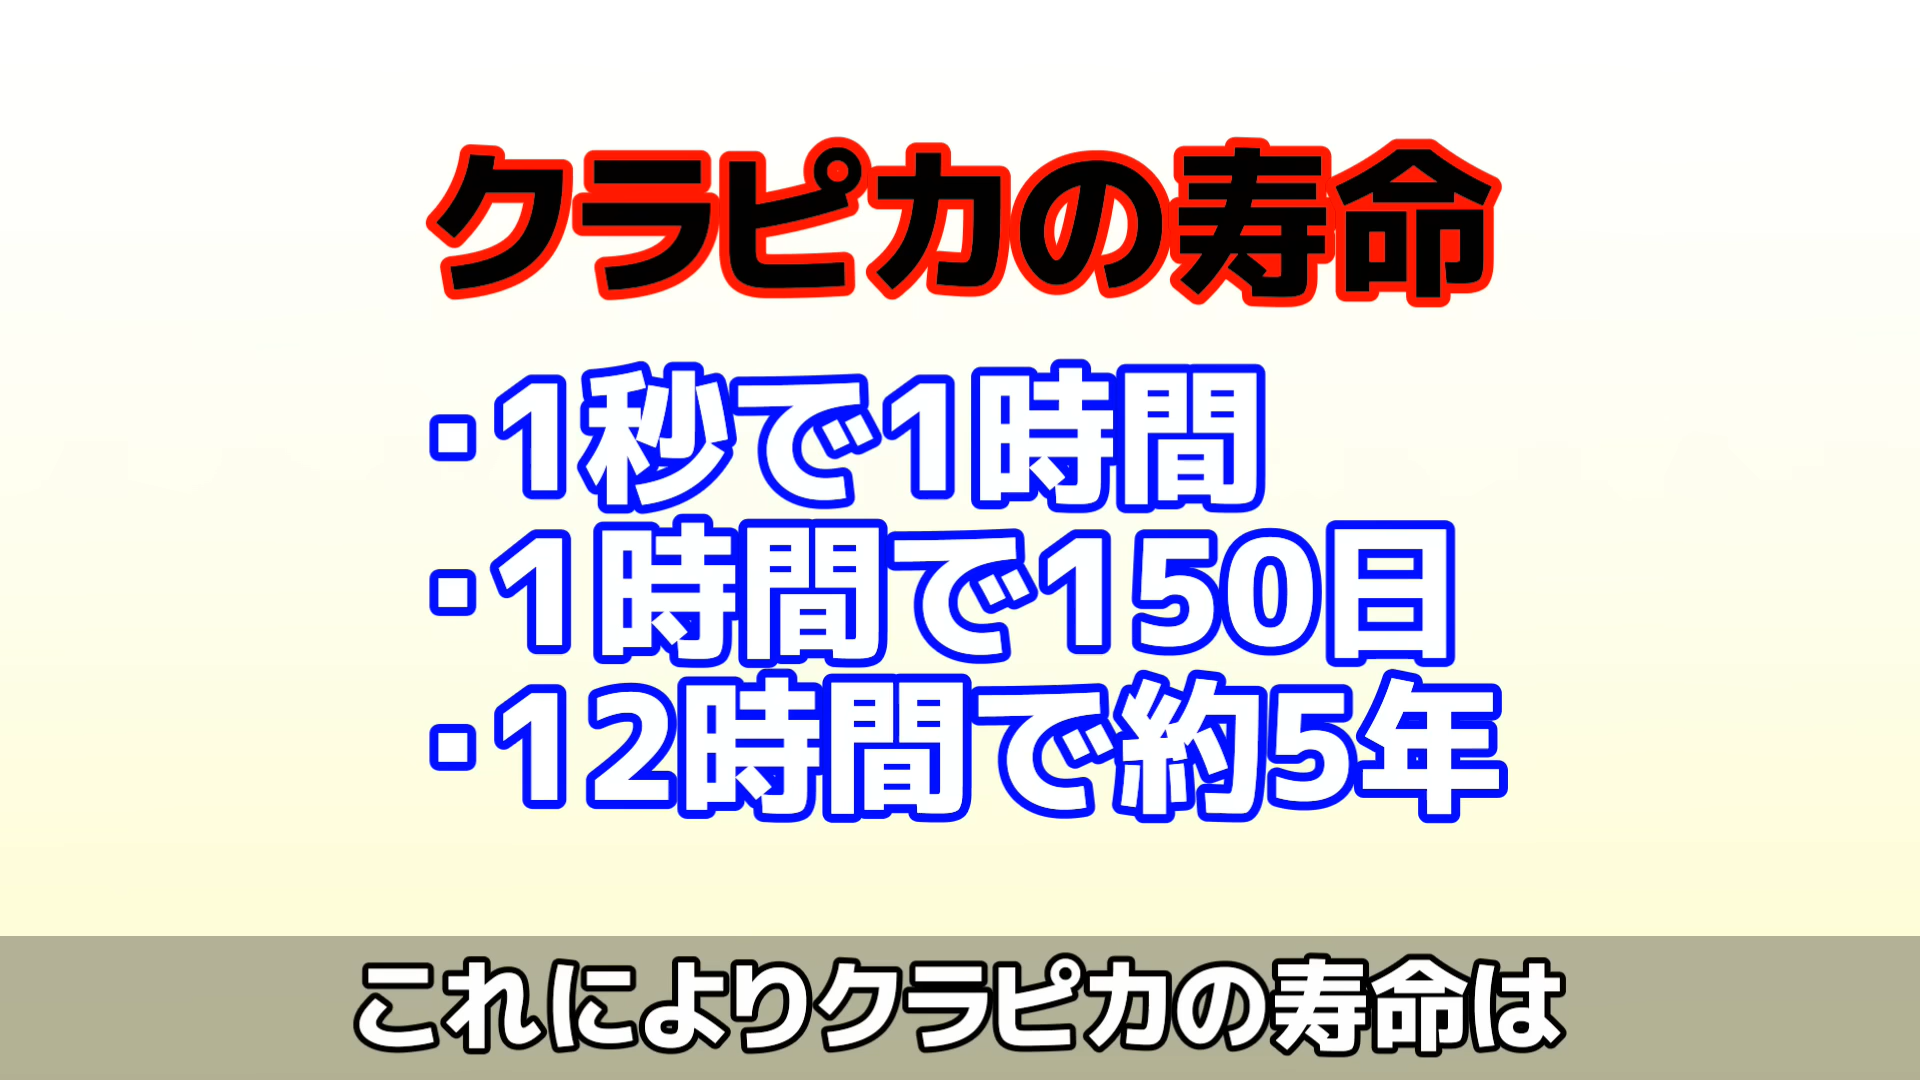 クラピカの寿命
・1秒で1時間
・1時間で150日
・12時間で約5年
これによりクラピカの寿命は